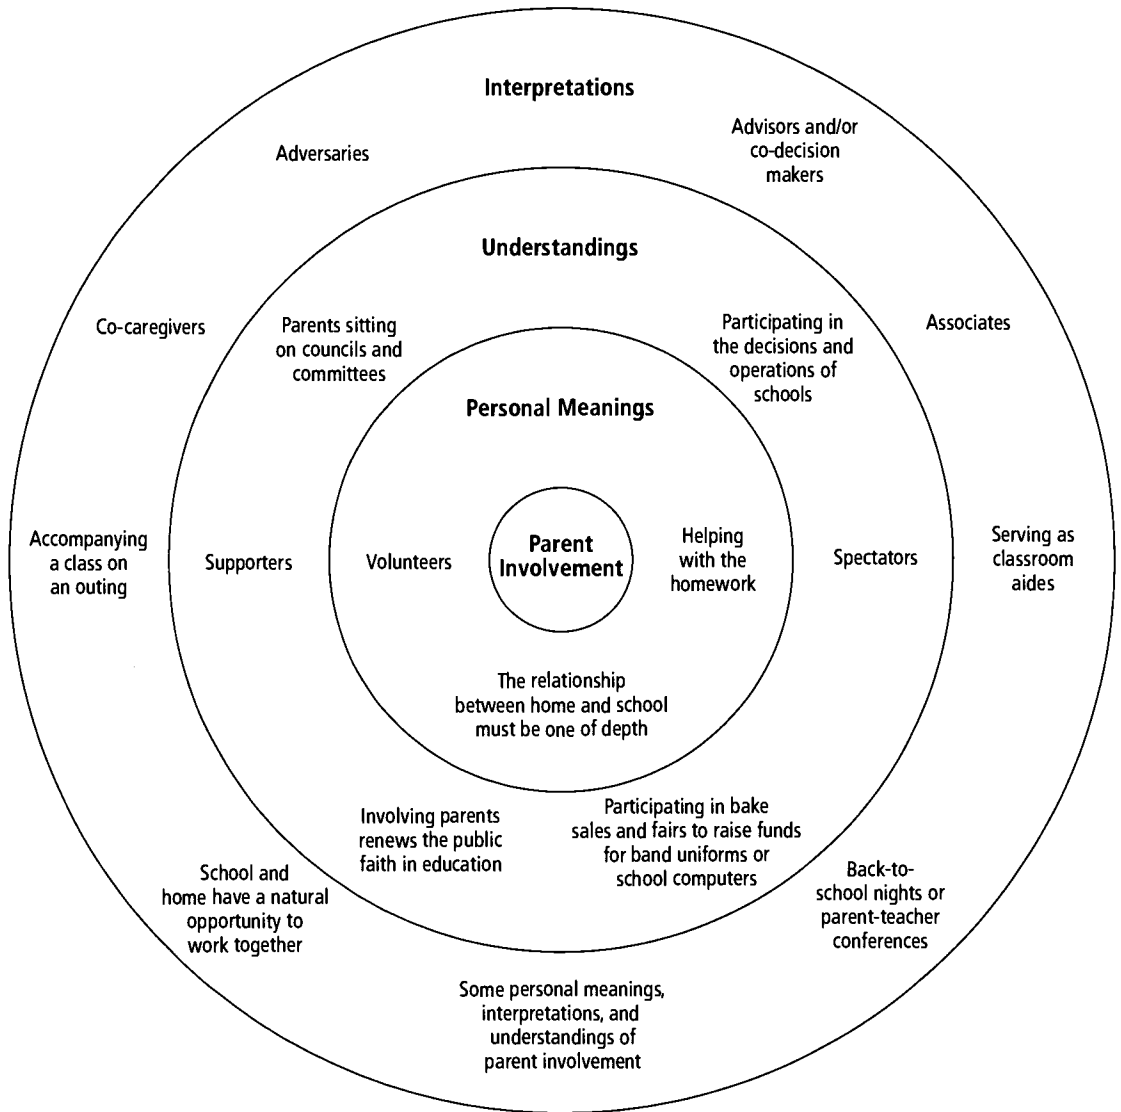 Interpretations
Adversaries
Advisors and/or
co-decision
makers
Co-caregivers
Associates
Accompanying
a class on
an outing
Serving as
classroom
aides
School and
home have a natural
opportunity to
work together
Back-to-
school nights or
parent-teacher
conferences
Some personal meanings,
interpretations, and
understandings of
parent involvement
Understandings
Parents sitting
on councils and
committees
Participating in
the decisions and
operations of
schools
Supporters
Spectators
Involving parents
renews the public
faith in education
Participating in bake
sales and fairs to raise funds
for band uniforms or
school computers
Personal Meanings
Volunteers
Helping
with the
homework
The relationship
between home and school
must be one of depth
Parent
Involvement